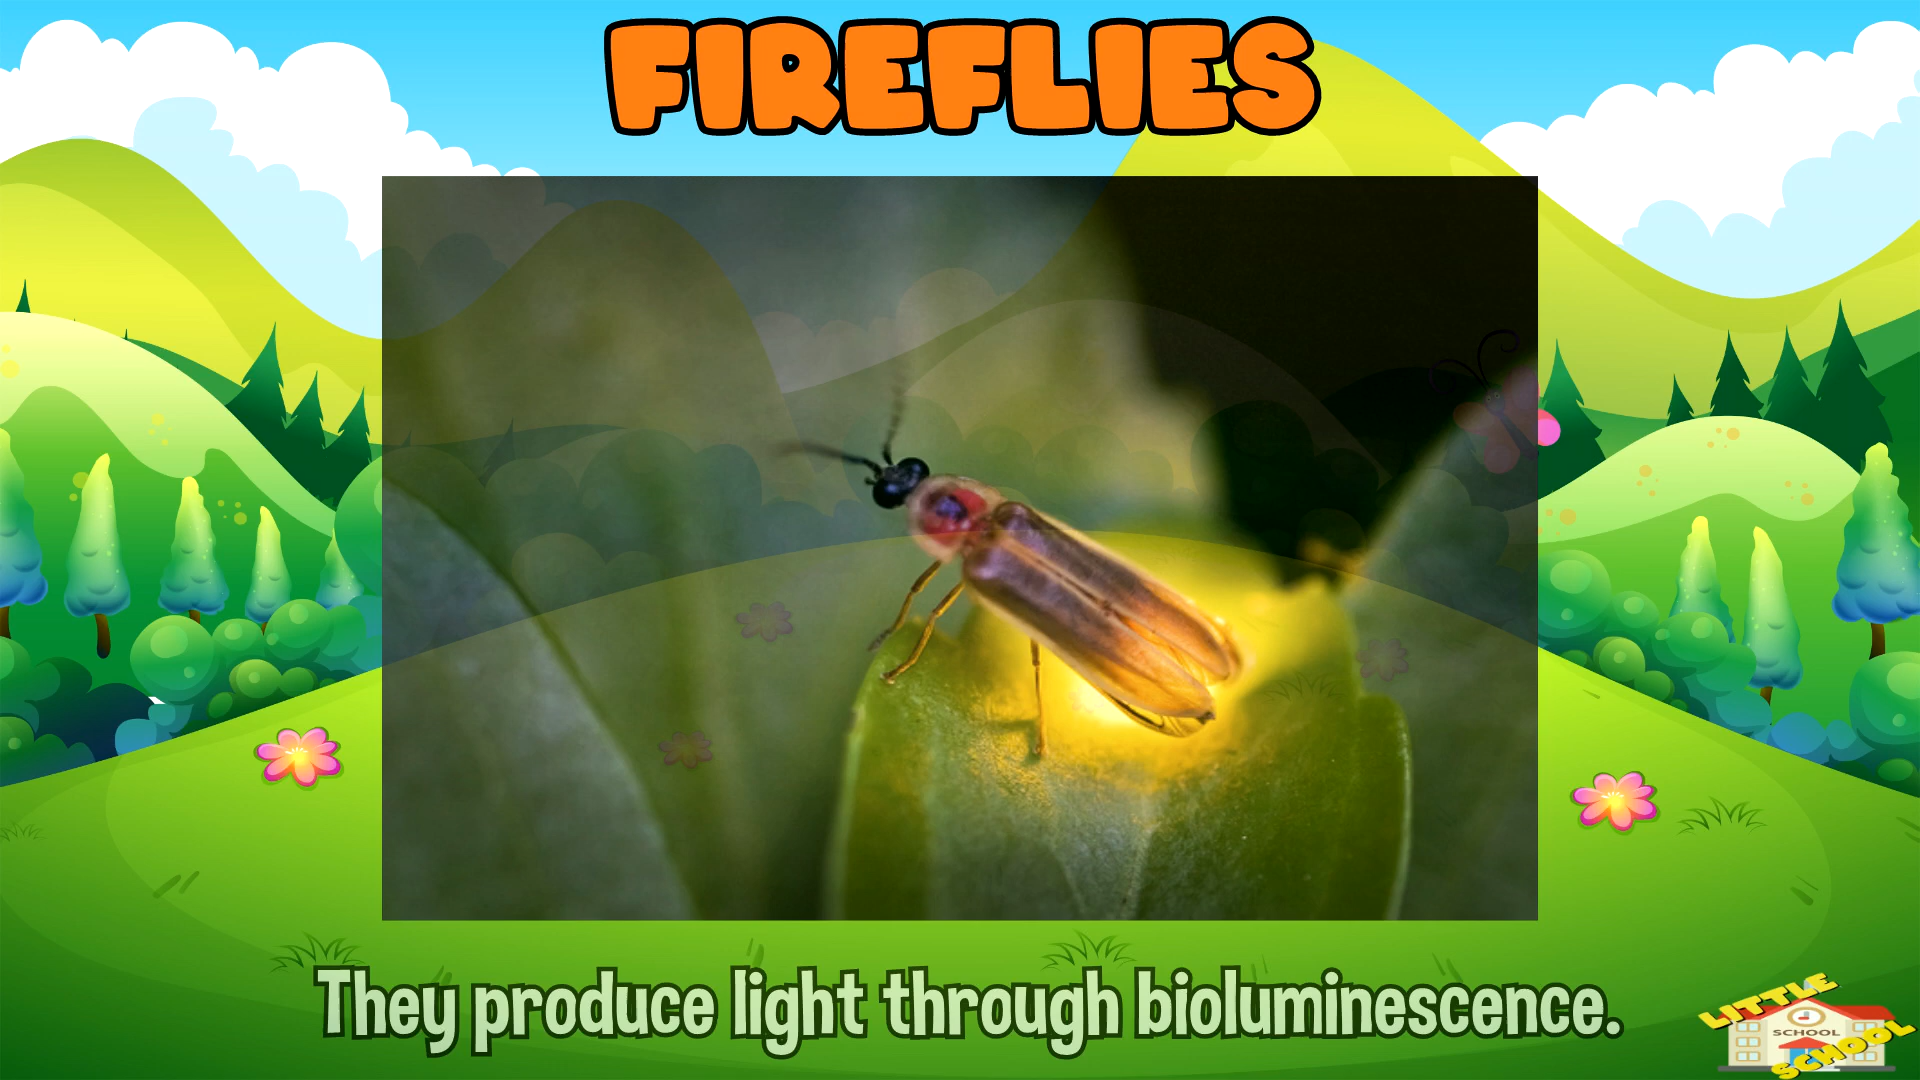 FIREFLIES
They produce light through bioluminescence.
LITTLE
SCHOOL
SCHOOL